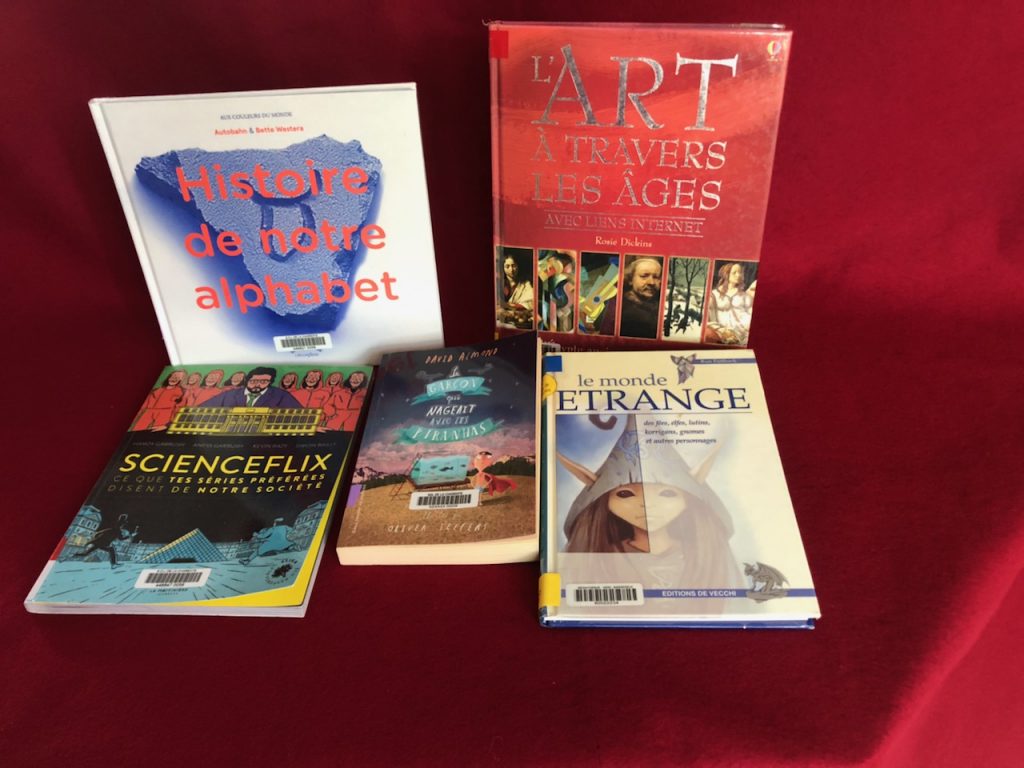 AUX COULEURS DU MONDE
Autobahn & Bette Westera
Histoire
de notre
alphabet
L'ART
À TRAVERS
LES ÂGES
AVEC LIENS INTERNET
Rosie Dickins
SCIENCEFLIX
CE QUE TES SÉRIES PRÉFÉRÉES
DISENT DE NOTRE SOCIÉTÉ
DAVID ALMOND
LE
GARÇON
QUI
NAGEAIT
AVEC LES
PIRANHAS
OLIVER JEFFERS
le monde
ETRANGE
des fées, elfes, lutins,
korrigans, gnomes
et autres personnages
EDITIONS DE VECCHI